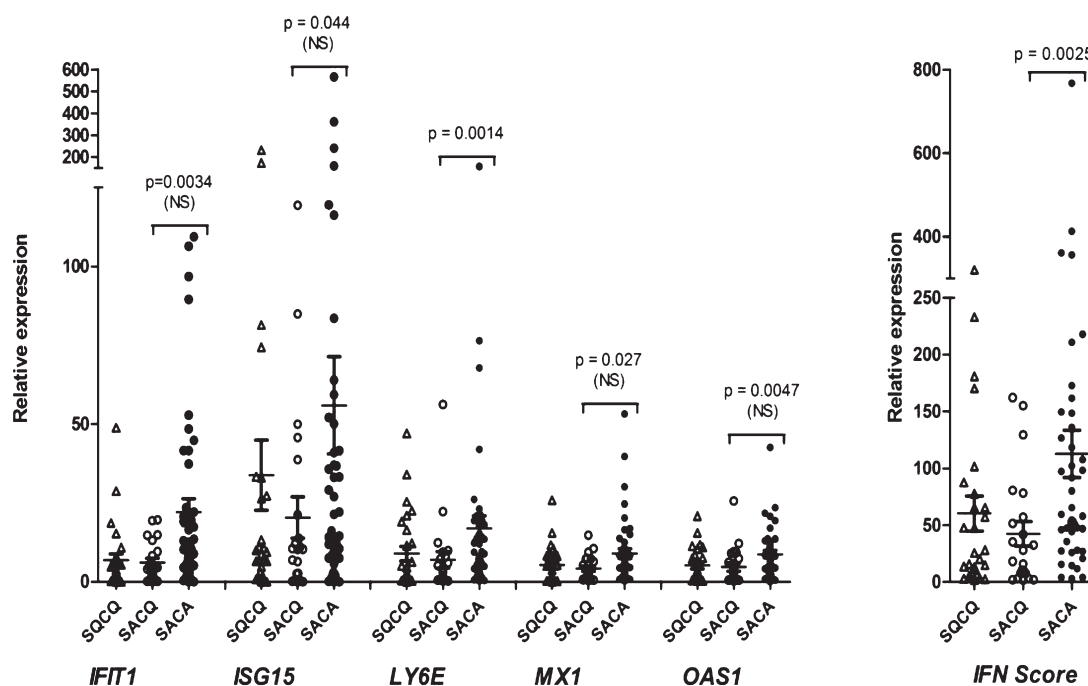 p = 0.044
(NS)
p = 0.0025
600
500
400
300
200
800
p = 0.0014
p=0.0034
(NS)
600
400
Relative expression
100
Relative expression
250
p = 0.027
(NS)
200
p = 0.0047
(NS)
150
50
100
50
0
0
SQCQ SACQ SACA SQCQ SACQ SACA SQCQ SACQ SACA SQCQ SACQ SACA SQCQ SACQ SACA SQCQ SACQ SACA
IFIT1 ISG15 LY6E MX1 OAS1 IFN Score